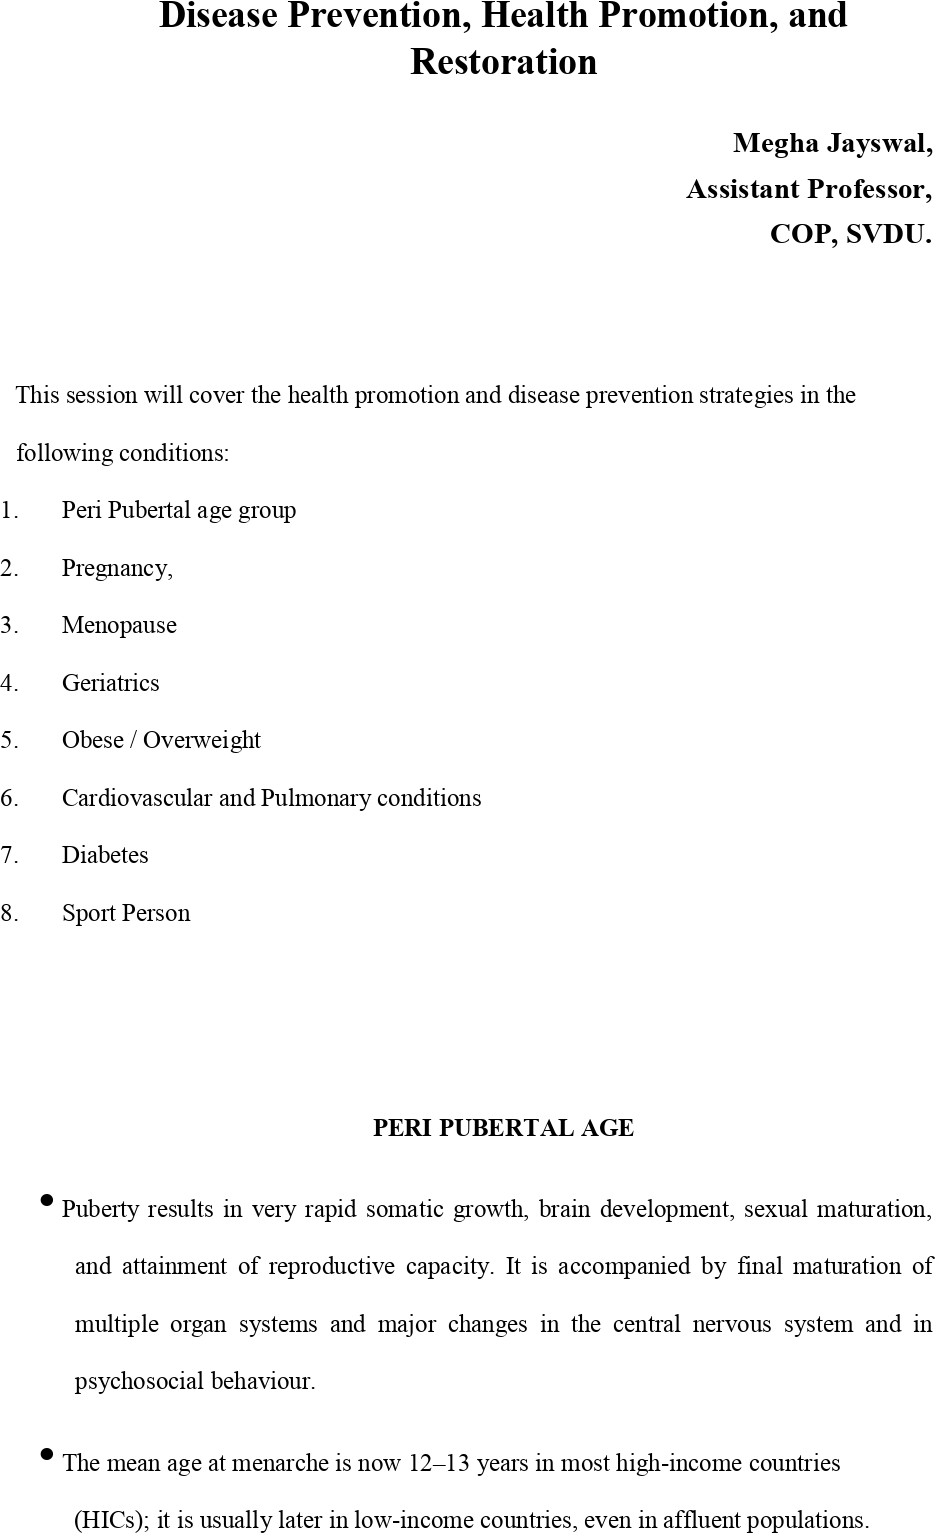 Disease Prevention, Health Promotion, and
Restoration
Megha Jayswal,
Assistant Professor,
COP, SVDU.
This session will cover the health promotion and disease prevention strategies in the
following conditions:
1. Peri Pubertal age group
2. Pregnancy,
3. Menopause
4. Geriatrics
5. Obese / Overweight
6. Cardiovascular and Pulmonary conditions
7. Diabetes
8. Sport Person
PERI PUBERTAL AGE
• Puberty results in very rapid somatic growth, brain development, sexual maturation,
and attainment of reproductive capacity. It is accompanied by final maturation of
multiple organ systems and major changes in the central nervous system and in
psychosocial behaviour.
• The mean age at menarche is now 12–13 years in most high-income countries
(HICs); it is usually later in low-income countries, even in affluent populations.